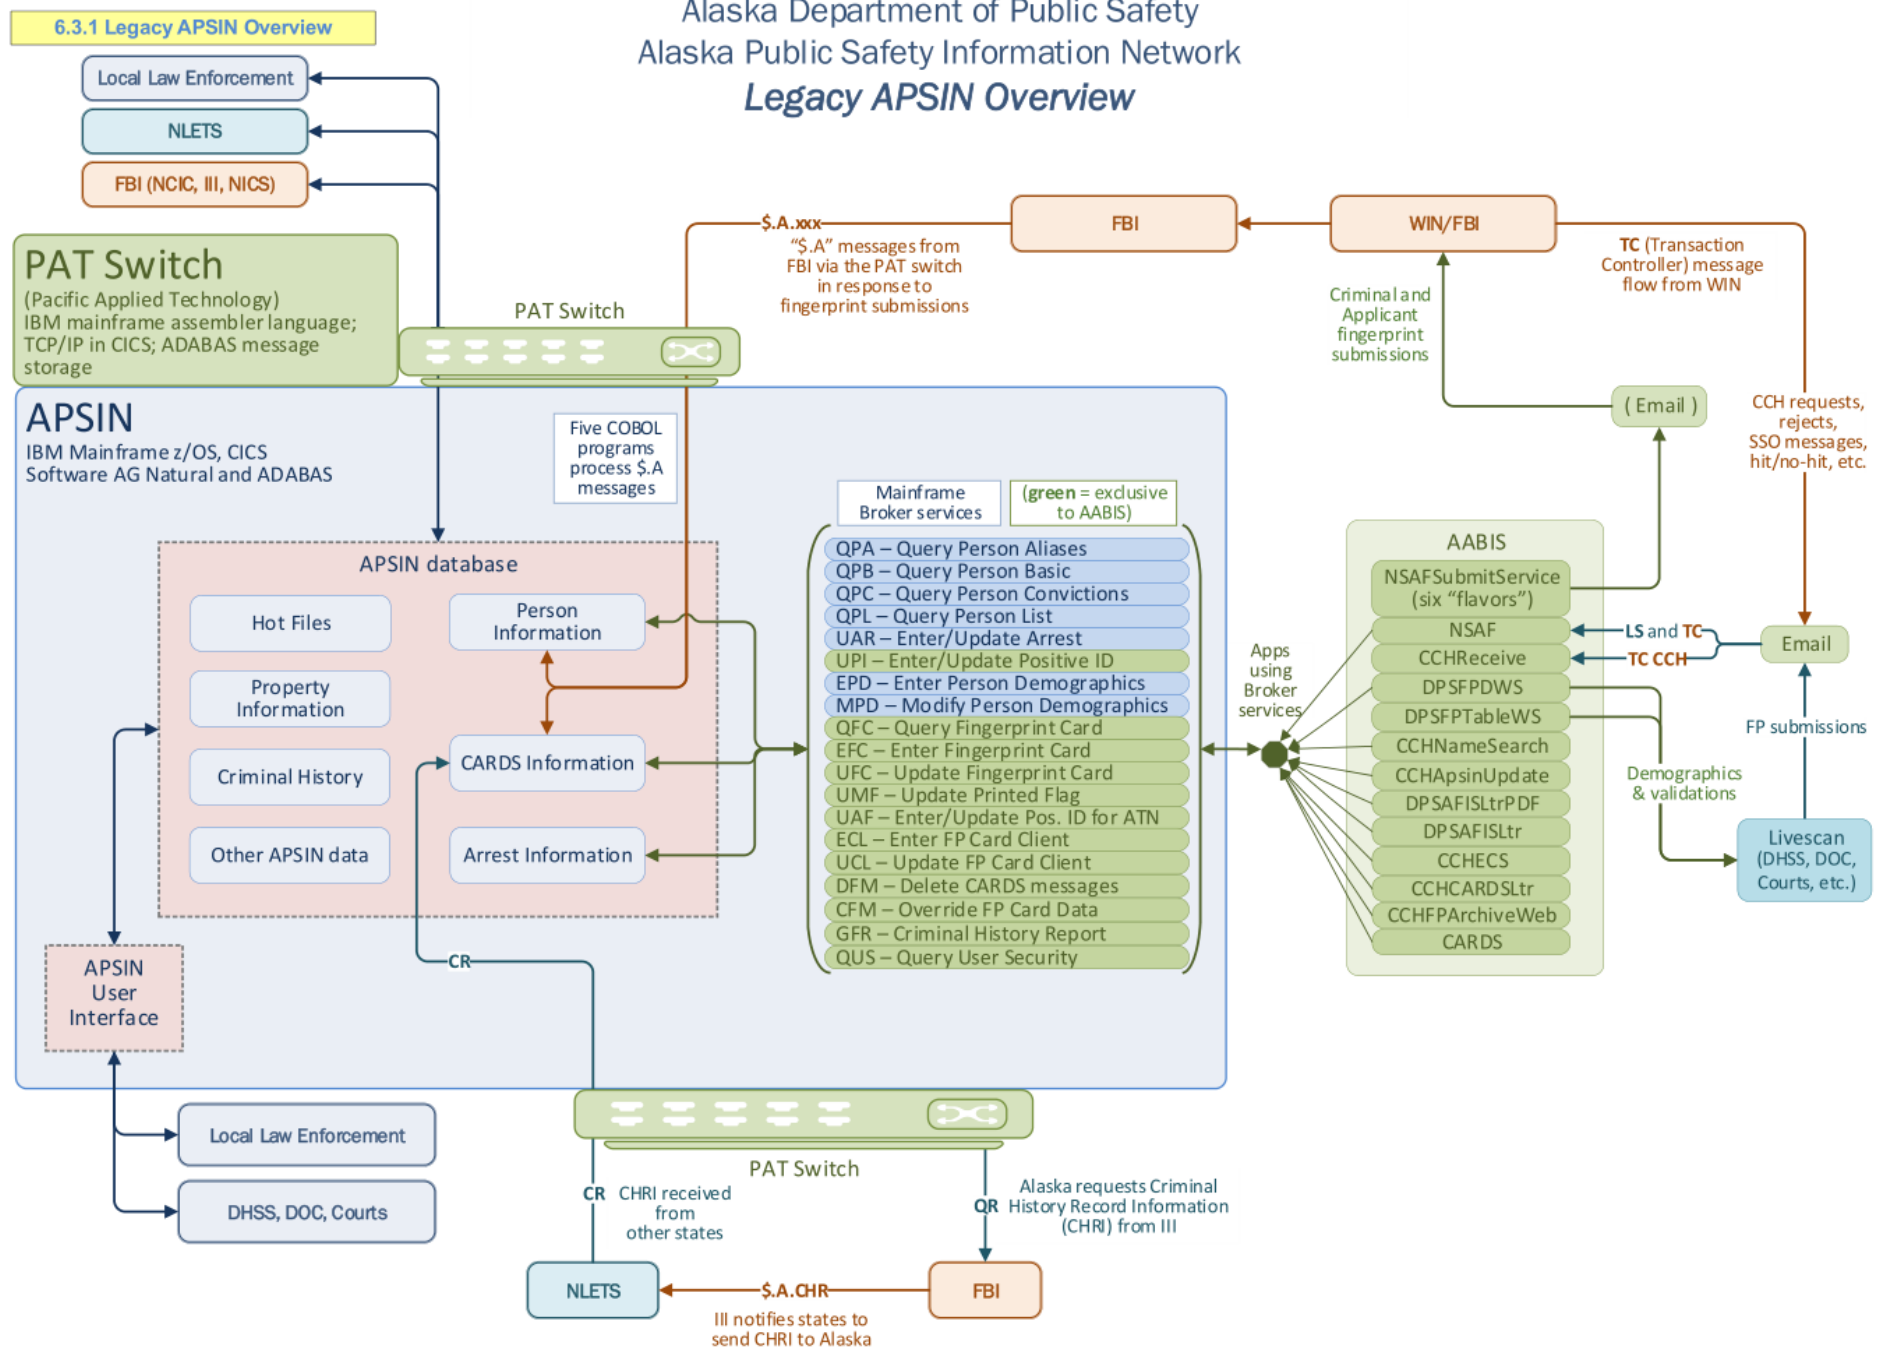 Alaska Department of Public Safety
Alaska Public Safety Information Network
Legacy APSIN Overview
6.3.1 Legacy APSIN Overview
Local Law Enforcement
NLETS
FBI (NCIC, III, NICS)
PAT Switch
(Pacific Applied Technology)
IBM mainframe assembler language;
TCP/IP in CICS; ADABAS message
storage
PAT Switch
$.A.xxx
"$.A" messages from
FBI via the PAT switch
in response to
fingerprint submissions
FBI
WIN/FBI
TC (Transaction
Controller) message
flow from WIN
Criminal and
Applicant
fingerprint
submissions
( Email )
CCH requests,
rejects,
SSO messages,
hit/no-hit, etc.
APSIN
IBM Mainframe z/OS, CICS
Software AG Natural and ADABAS
Five COBOL
programs
process $.A
messages
APSIN database
Hot Files
Person
Information
Property
Information
Criminal History
CARDS Information
Other APSIN data
Arrest Information
Mainframe
Broker services
(green = exclusive
to AABIS)
QPA – Query Person Aliases
QPB – Query Person Basic
QPC – Query Person Convictions
QPL – Query Person List
UAR – Enter/Update Arrest
UPI – Enter/Update Positive ID
EPD – Enter Person Demographics
MPD – Modify Person Demographics
QFC – Query Fingerprint Card
EFC – Enter Fingerprint Card
UFC – Update Fingerprint Card
UMF – Update Printed Flag
UAF – Enter/Update Pos. ID for ATN
ECL – Enter FP Card Client
UCL – Update FP Card Client
DFM – Delete CARDS messages
CFM – Override FP Card Data
GFR – Criminal History Report
QUS – Query User Security
Apps
using
Broker
services
AABIS
NSAFSubmitService
(six "flavors")
NSAF
CCHReceive
DPSFPDWS
DPSFPTableWS
CCHNameSearch
CCHApsinUpdate
DPSAFISLtrPDF
DPSAFISLtr
CCHECS
CCHCARDSLtr
CCHFPArchiveWeb
CARDS
LS and TC
TC CCH
Email
FP submissions
Demographics
& validations
Livescan
(DHSS, DOC,
Courts, etc.)
CR
APSIN
User
Interface
Local Law Enforcement
DHSS, DOC, Courts
PAT Switch
CR
CHRI received
from
other states
QR
Alaska requests Criminal
History Record Information
(CHRI) from III
NLETS
$.A.CHR
FBI
III notifies states to
send CHRI to Alaska